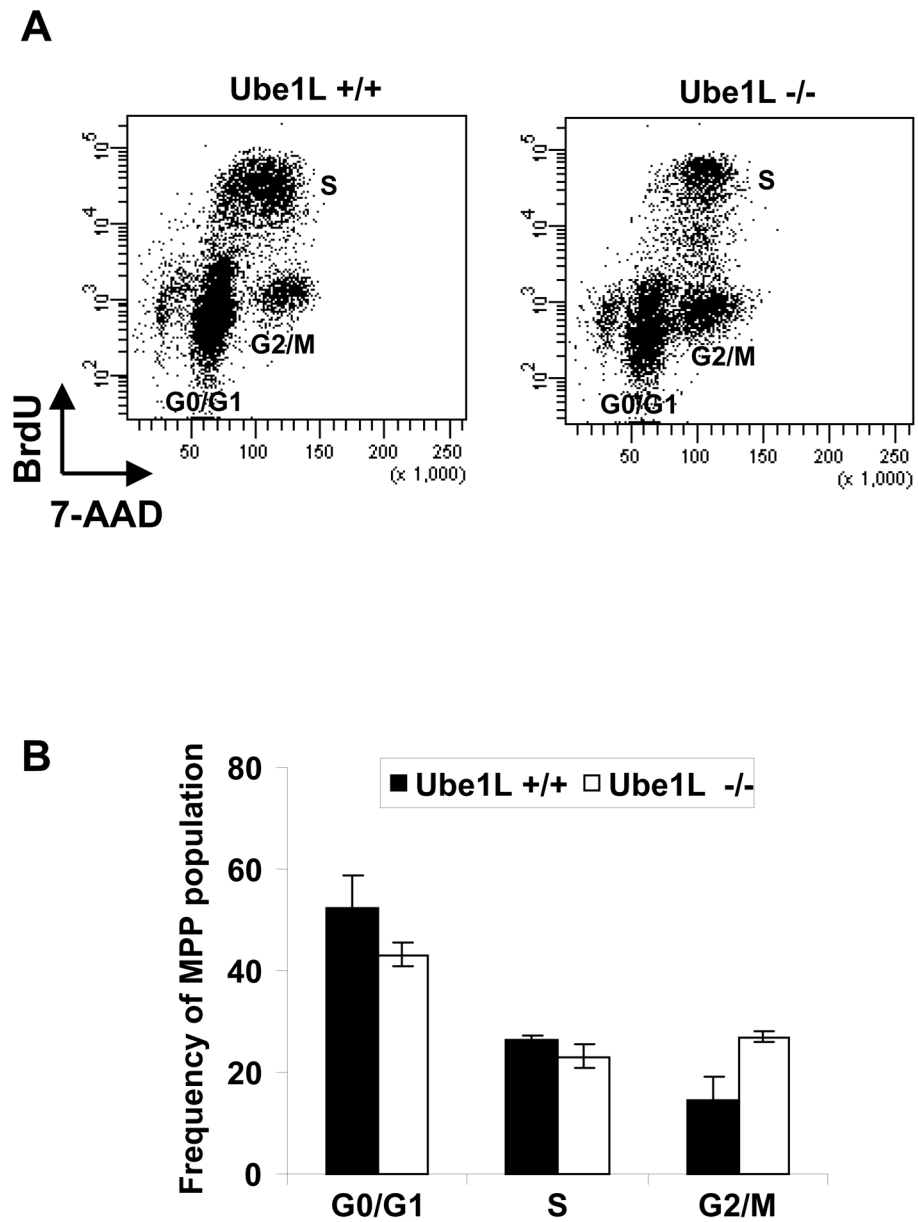 A
Ube1L +/+
Ube1L -/-
10^5
10^4
10^3
10^2
S
G2/M
G0/G1
50 100 150 200 250
(x 1,000)
10^5
10^4
10^3
10^2
S
G2/M
G0/G1
50 100 150 200 250
(x 1,000)
BrdU
7-AAD
B
Frequency of MPP population
80
60
40
20
0
Ube1L +/+ Ube1L -/-
G0/G1 S G2/M